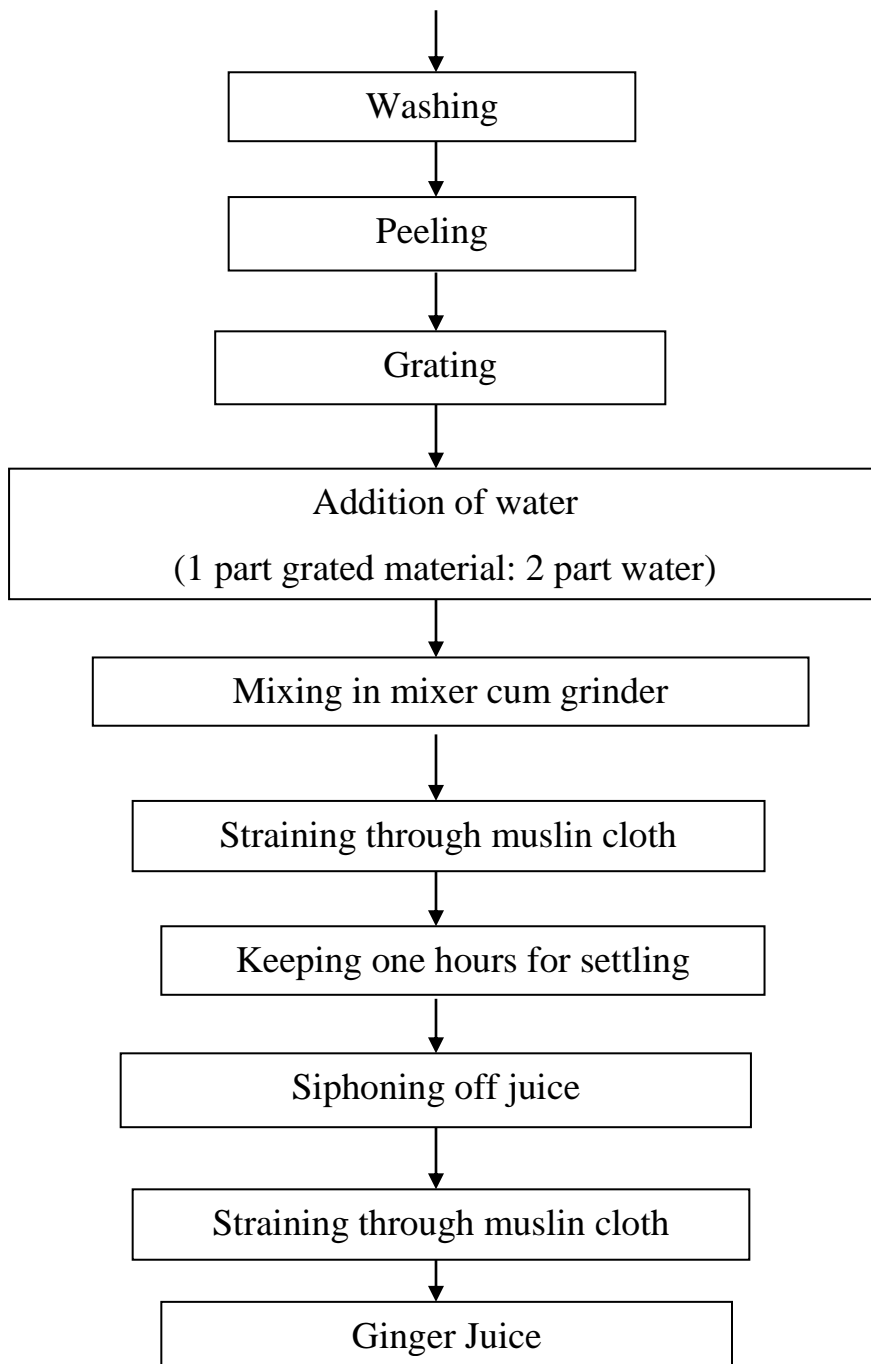 Washing
Peeling
Grating
Addition of water
(1 part grated material: 2 part water)
Mixing in mixer cum grinder
Straining through muslin cloth
Keeping one hours for settling
Siphoning off juice
Straining through muslin cloth
Ginger Juice